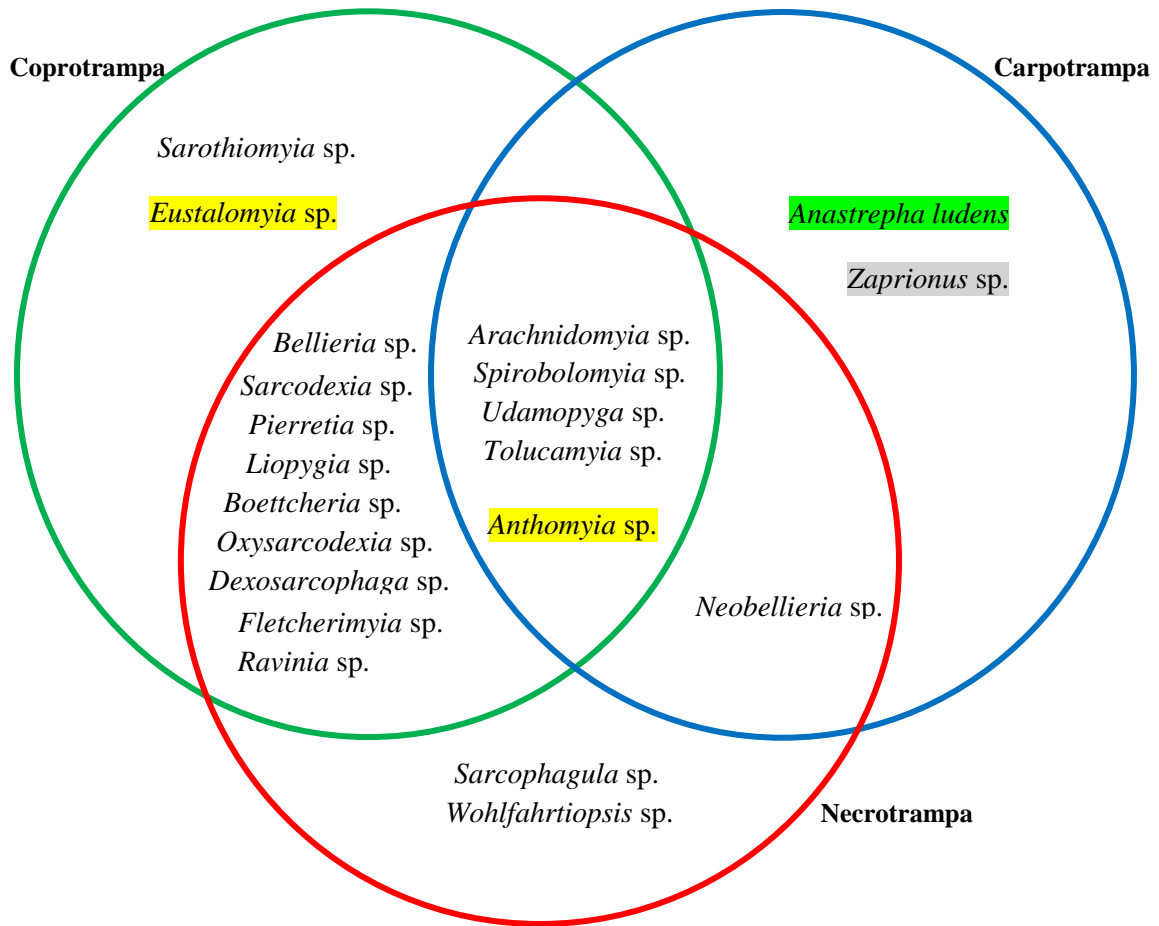 Coprotrampa
Carpotrampa
Sarothiomyia sp.
Eustalomyia sp.
Anastrepha ludens
Zaprionus sp.
Bellieria sp.
Sarcodexia sp.
Pierretia sp.
Liopygia sp.
Boettcheria sp.
Oxysarcodexia sp.
Dexosarcophaga sp.
Fletcherimyia sp.
Ravinia sp.
Arachnidomyia sp.
Spirobolomyia sp.
Udamopyga sp.
Tolucamyia sp.
Anthomyia sp.
Neobellieria sp.
Sarcophagula sp.
Wohlfahrtiopsis sp.
Necrotrampa